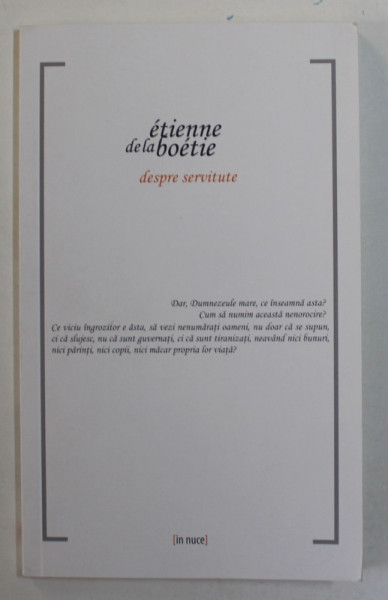 étienne
de la boétie
despre servitute
Dar, Dumnezeule mare, ce înseamnă asta?
Cum să numim această nenorocire?
Ce viciu îngrozitor e ăsta, să vezi nenumărați oameni, nu doar că se supun,
ci că slujesc, nu că sunt guvernați, ci că sunt tiranizați, neavând nici bunuri,
nici părinți, nici copii, nici măcar propria lor viață?
[in nuce]